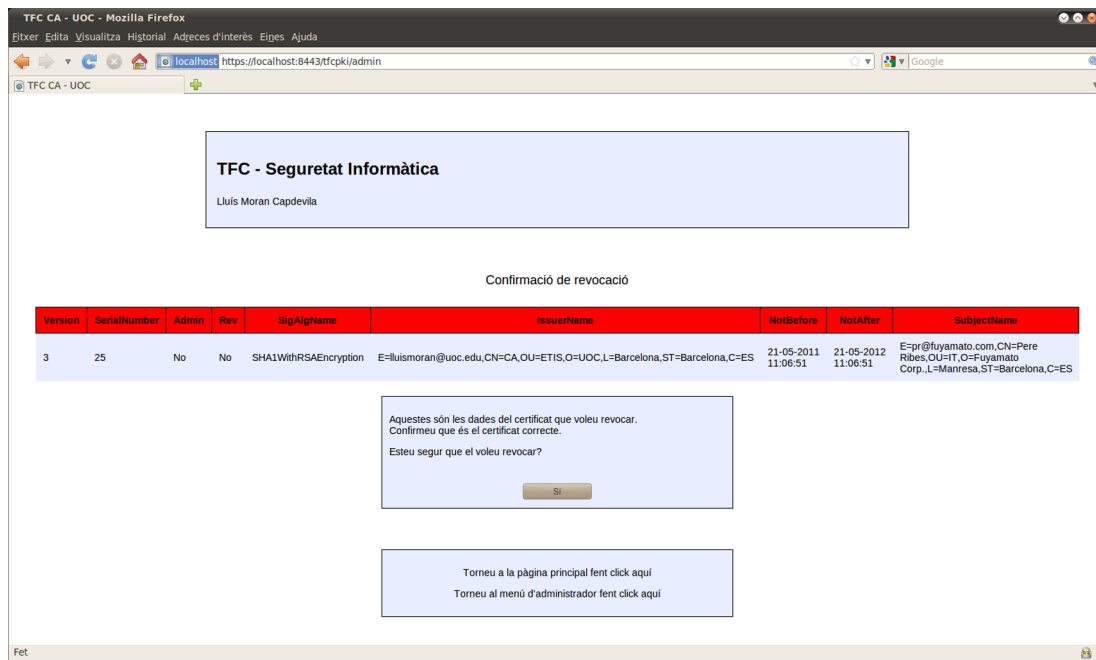 TFC CA - UOC - Mozilla Firefox
Fitxer Edita Visualitza Historial Adreces d'interès Eines Ajuda
localhost https://localhost:8443/tfcpki/admin
Google
TFC CA - UOC
TFC - Seguretat Informàtica
Lluís Moran Capdevila
Confirmació de revocació
Version SerialNumber Admin Rev SigAlgName IssuerName NotBefore NotAfter SubjectName
3 25 No No SHA1WithRSAEncryption E=lluismoran@uoc.edu,CN=CA,OU=ETIS,O=UOC,L=Barcelona,ST=Barcelona,C=ES
21-05-2011
11:06:51
21-05-2012
11:06:51
E=pr@fuyamato.com,CN=Pere
Ribes,OU=IT,O=Fuyamato
Corp.,L=Manresa,ST=Barcelona,C=ES
Aquestes són les dades del certificat que voleu revocar.
Confirmeu que és el certificat correcte.
Esteu segur que el voleu revocar?
Sí
Torneu a la pàgina principal fent click aquí
Torneu al menú d'administrador fent click aquí
Fet